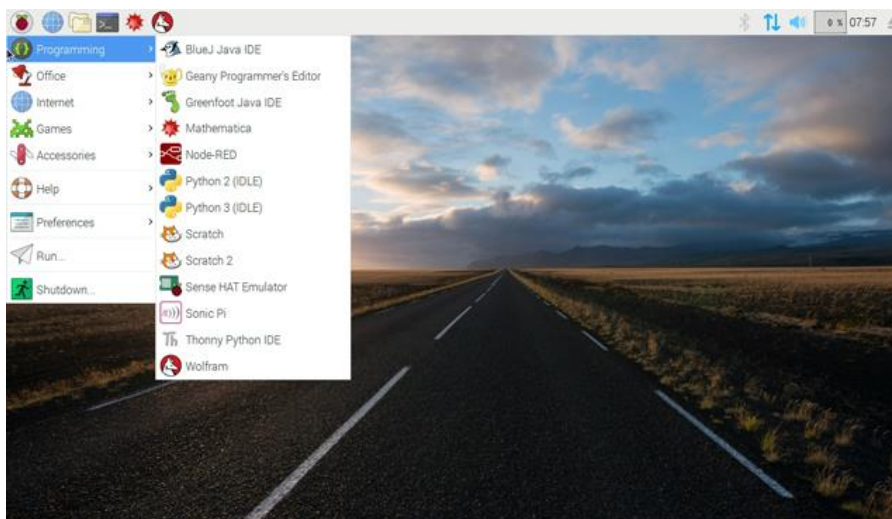 0 % 07:57
Programming
Office
Internet
Games
Accessories
Help
Preferences
Run...
Shutdown...
BlueJ Java IDE
Geany Programmer's Editor
Greenfoot Java IDE
Mathematica
Node-RED
Python 2 (IDLE)
Python 3 (IDLE)
Scratch
Scratch 2
Sense HAT Emulator
Sonic Pi
Th Thonny Python IDE
Wolfram